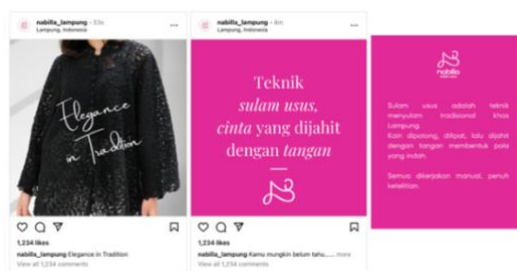 nabilla_lampung • 53s
Lampung, Indonesia
Elegance
in Tradition
1,234 likes
nabilla_lampung Elegance in Tradition
View all 1,234 comments
nabilla_lampung •
Lampung, Indonesia
Teknik
sulam usus,
cinta yang dijahit
dengan tangan
1,234 likes
nabilla_lampung Kamu mungkin belum tahu...... more
View all 1,234 comments
nabilla
Sulam usus adalah teknik
menyulam tradisional khas
Lampung.
Kain dipotong, dilipat, lalu dijahit
dengan tangan membentuk pola
yang indah.
Semua dikerjakan manual, penuh
ketelitian.